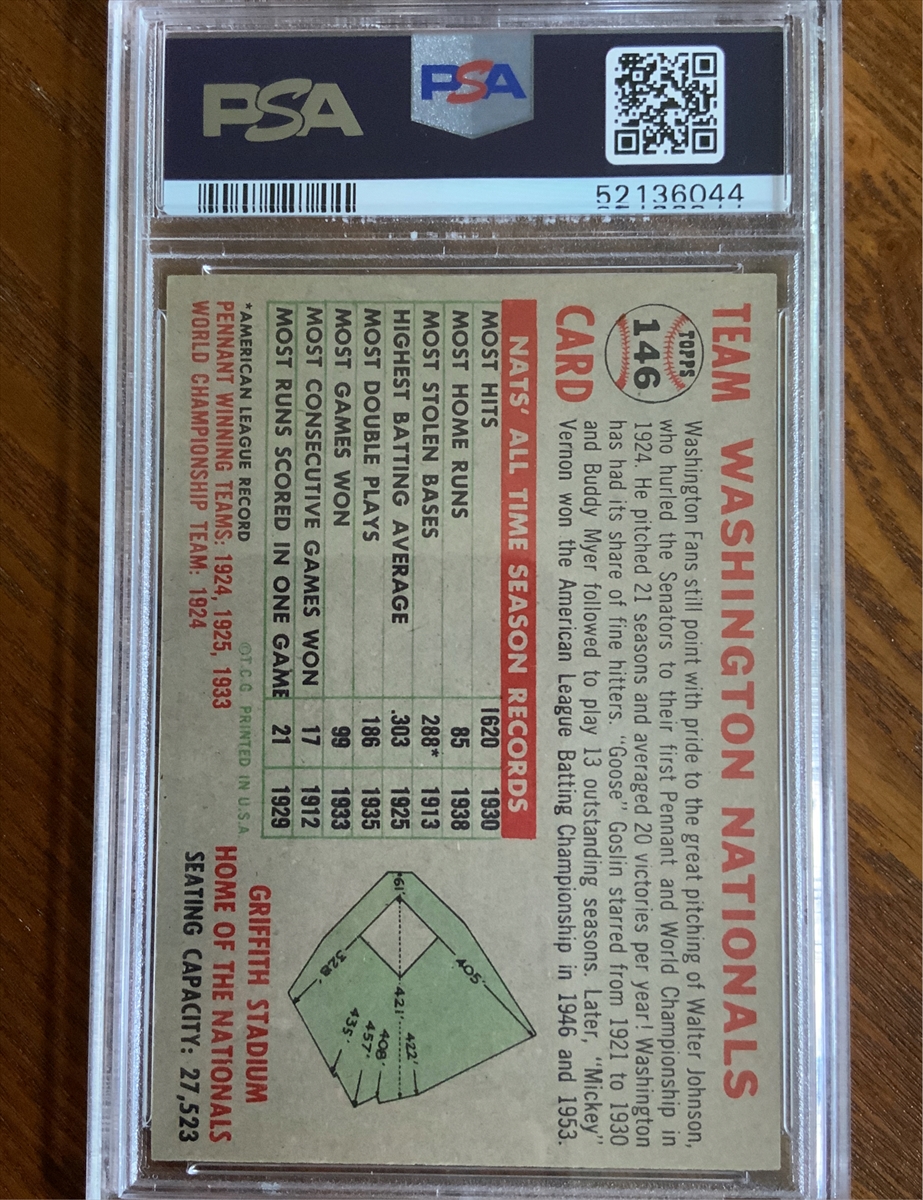 PSA
PSA
52136044
TEAM WASHINGTON NATIONALS
TOPPS
146
CARD
Washington Fans still point with pride to the great pitching of Walter Johnson,
who hurled the Senators to their first Pennant and World Championship in
1924. He pitched 21 seasons and averaged 20 victories per year! Washington
has had its share of fine hitters. "Goose" Goslin starred from 1921 to 1930
and Buddy Myer followed to play 13 outstanding seasons. Later, "Mickey"
Vernon won the American League Batting Championship in 1946 and 1953.
NATS' ALL TIME SEASON RECORDS
MOST HITS 1620 1930
MOST HOME RUNS 85 1938
MOST STOLEN BASES 288* 1913
HIGHEST BATTING AVERAGE .303 1925
MOST DOUBLE PLAYS 186 1935
MOST GAMES WON 99 1933
MOST CONSECUTIVE GAMES WON 17 1912
MOST RUNS SCORED IN ONE GAME 21 1929
*AMERICAN LEAGUE RECORD
©T.C.G. PRINTED IN U.S.A.
PENNANT WINNING TEAMS: 1924, 1925, 1933
WORLD CHAMPIONSHIP TEAM: 1924
405'
61'
421'
422'
408'
457'
435'
328'
GRIFFITH STADIUM
HOME OF THE NATIONALS
SEATING CAPACITY: 27,523